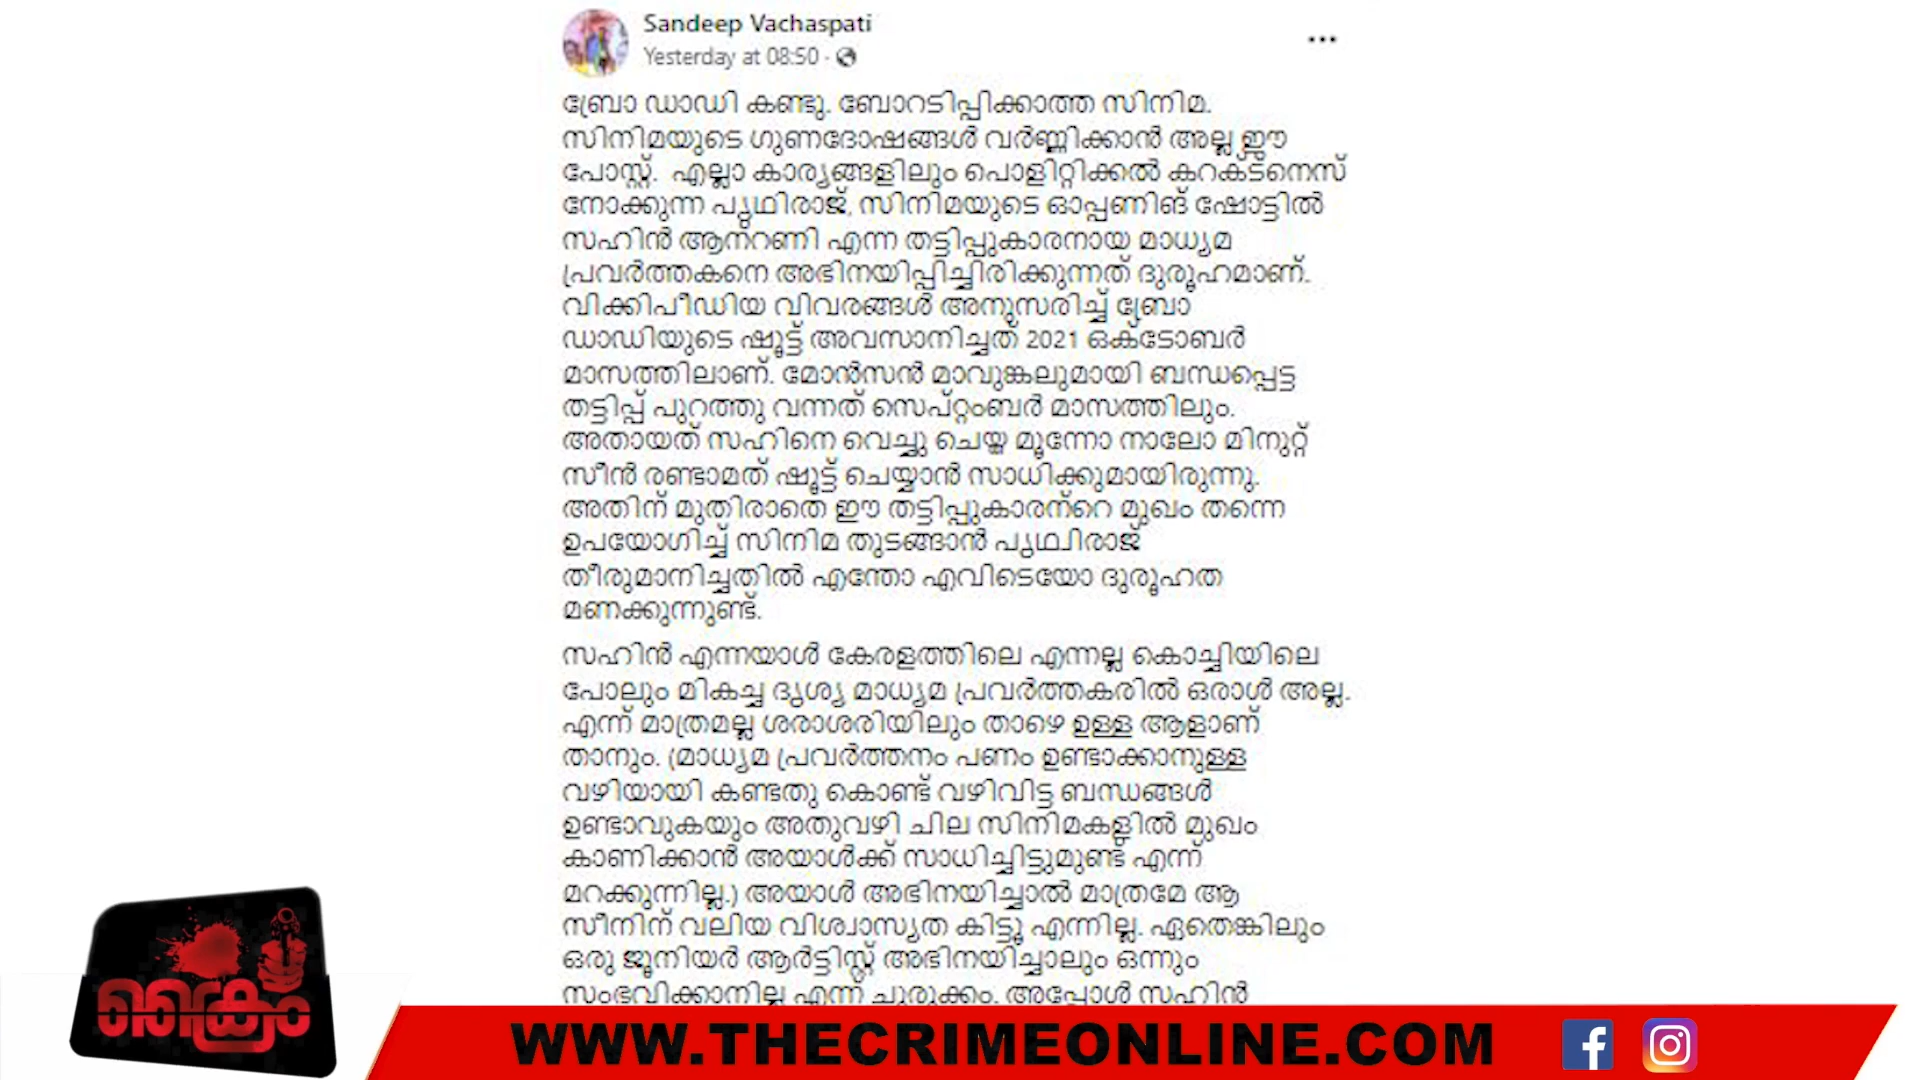 Sandeep Vachaspati
Yesterday at 08:50 ·
ബ്രോ ഡാഡി കണ്ടു. ബോറടിപ്പിക്കാത്ത സിനിമ.
സിനിമയുടെ ഗുണദോഷങ്ങൾ വർണ്ണിക്കാൻ അല്ല ഈ
പോസ്റ്റ്. എല്ലാ കാര്യങ്ങളിലും പൊളിറ്റിക്കൽ കറക്ട്നെസ്
നോക്കുന്ന പൃഥിരാജ്, സിനിമയുടെ ഓപ്പണിങ് ഷോട്ടിൽ
സഹിൻ ആന്റണി എന്ന തട്ടിപ്പുകാരനായ മാധ്യമ
പ്രവർത്തകനെ അഭിനയിപ്പിച്ചിരിക്കുന്നത് ദുരൂഹമാണ്.
വിക്കിപീഡിയ വിവരങ്ങൾ അനുസരിച്ച് ബ്രോ
ഡാഡിയുടെ ഷൂട്ട് അവസാനിച്ചത് 2021 ഒക്ടോബർ
മാസത്തിലാണ്. മോൻസൻ മാവുങ്കലുമായി ബന്ധപ്പെട്ട
തട്ടിപ്പ് പുറത്തു വന്നത് സെപ്റ്റംബർ മാസത്തിലും.
അതായത് സഹിനെ വെച്ചു ചെയ്ത മൂന്നോ നാലോ മിനുറ്റ്
സീൻ രണ്ടാമത് ഷൂട്ട് ചെയ്യാൻ സാധിക്കുമായിരുന്നു.
അതിന് മുതിരാതെ ഈ തട്ടിപ്പുകാരന്റെ മുഖം തന്നെ
ഉപയോഗിച്ച് സിനിമ തുടങ്ങാൻ പൃഥ്വിരാജ്
തീരുമാനിച്ചതിൽ എന്തോ എവിടെയോ ദുരൂഹത
മണക്കുന്നുണ്ട്.
സഹിൻ എന്നയാൾ കേരളത്തിലെ എന്നല്ല കൊച്ചിയിലെ
പോലും മികച്ച ദൃശ്യ മാധ്യമ പ്രവർത്തകരിൽ ഒരാൾ അല്ല.
എന്ന് മാത്രമല്ല ശരാശരിയിലും താഴെ ഉള്ള ആളാണ്
താനും. (മാധ്യമ പ്രവർത്തനം പണം ഉണ്ടാക്കാനുള്ള
വഴിയായി കണ്ടതു കൊണ്ട് വഴിവിട്ട ബന്ധങ്ങൾ
ഉണ്ടാവുകയും അതുവഴി ചില സിനിമകളിൽ മുഖം
കാണിക്കാൻ അയാൾക്ക് സാധിച്ചിട്ടുമുണ്ട് എന്ന്
മറക്കുന്നില്ല.) അയാൾ അഭിനയിച്ചാൽ മാത്രമേ ആ
സീനിന് വലിയ വിശ്വാസ്യത കിട്ടൂ എന്നില്ല. ഏതെങ്കിലും
ഒരു ജൂനിയർ ആർട്ടിസ്റ്റ് അഭിനയിച്ചാലും ഒന്നും
സംഭവിക്കാനില്ല എന്ന് ചുരുക്കം. അപ്പോൾ സഹിൻ
ക്രൈം
WWW.THECRIMEONLINE.COM